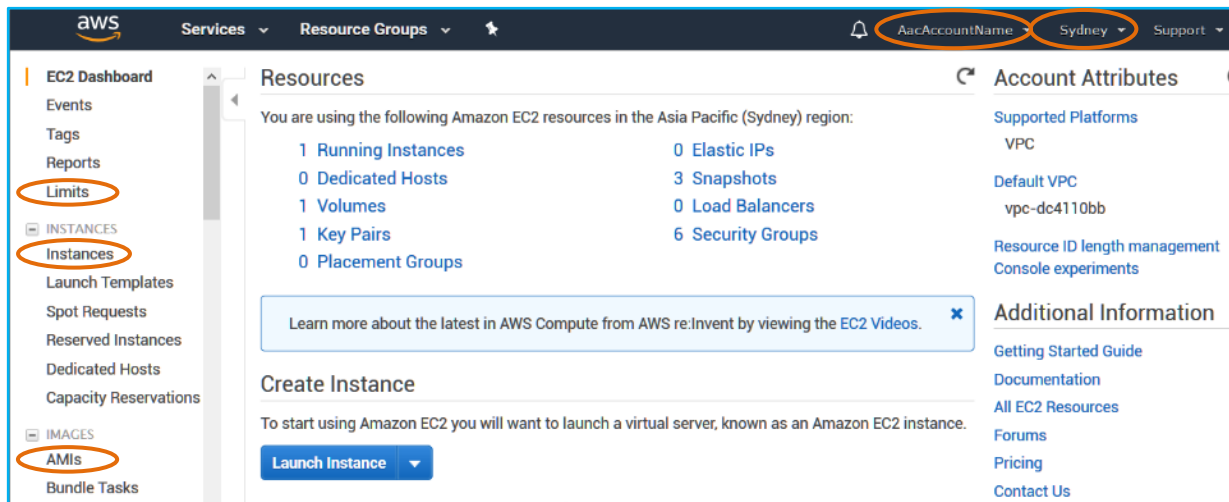 aws
Services
Resource Groups
AacAccountName
Sydney
Support
EC2 Dashboard
Events
Tags
Reports
Limits
INSTANCES
Instances
Launch Templates
Spot Requests
Reserved Instances
Dedicated Hosts
Capacity Reservations
IMAGES
AMIs
Bundle Tasks
Resources
You are using the following Amazon EC2 resources in the Asia Pacific (Sydney) region:
1 Running Instances
0 Dedicated Hosts
1 Volumes
1 Key Pairs
0 Placement Groups
0 Elastic IPs
3 Snapshots
0 Load Balancers
6 Security Groups
Learn more about the latest in AWS Compute from AWS re:Invent by viewing the EC2 Videos.
Create Instance
To start using Amazon EC2 you will want to launch a virtual server, known as an Amazon EC2 instance.
Launch Instance
Account Attributes
Supported Platforms
VPC
Default VPC
vpc-dc4110bb
Resource ID length management
Console experiments
Additional Information
Getting Started Guide
Documentation
All EC2 Resources
Forums
Pricing
Contact Us